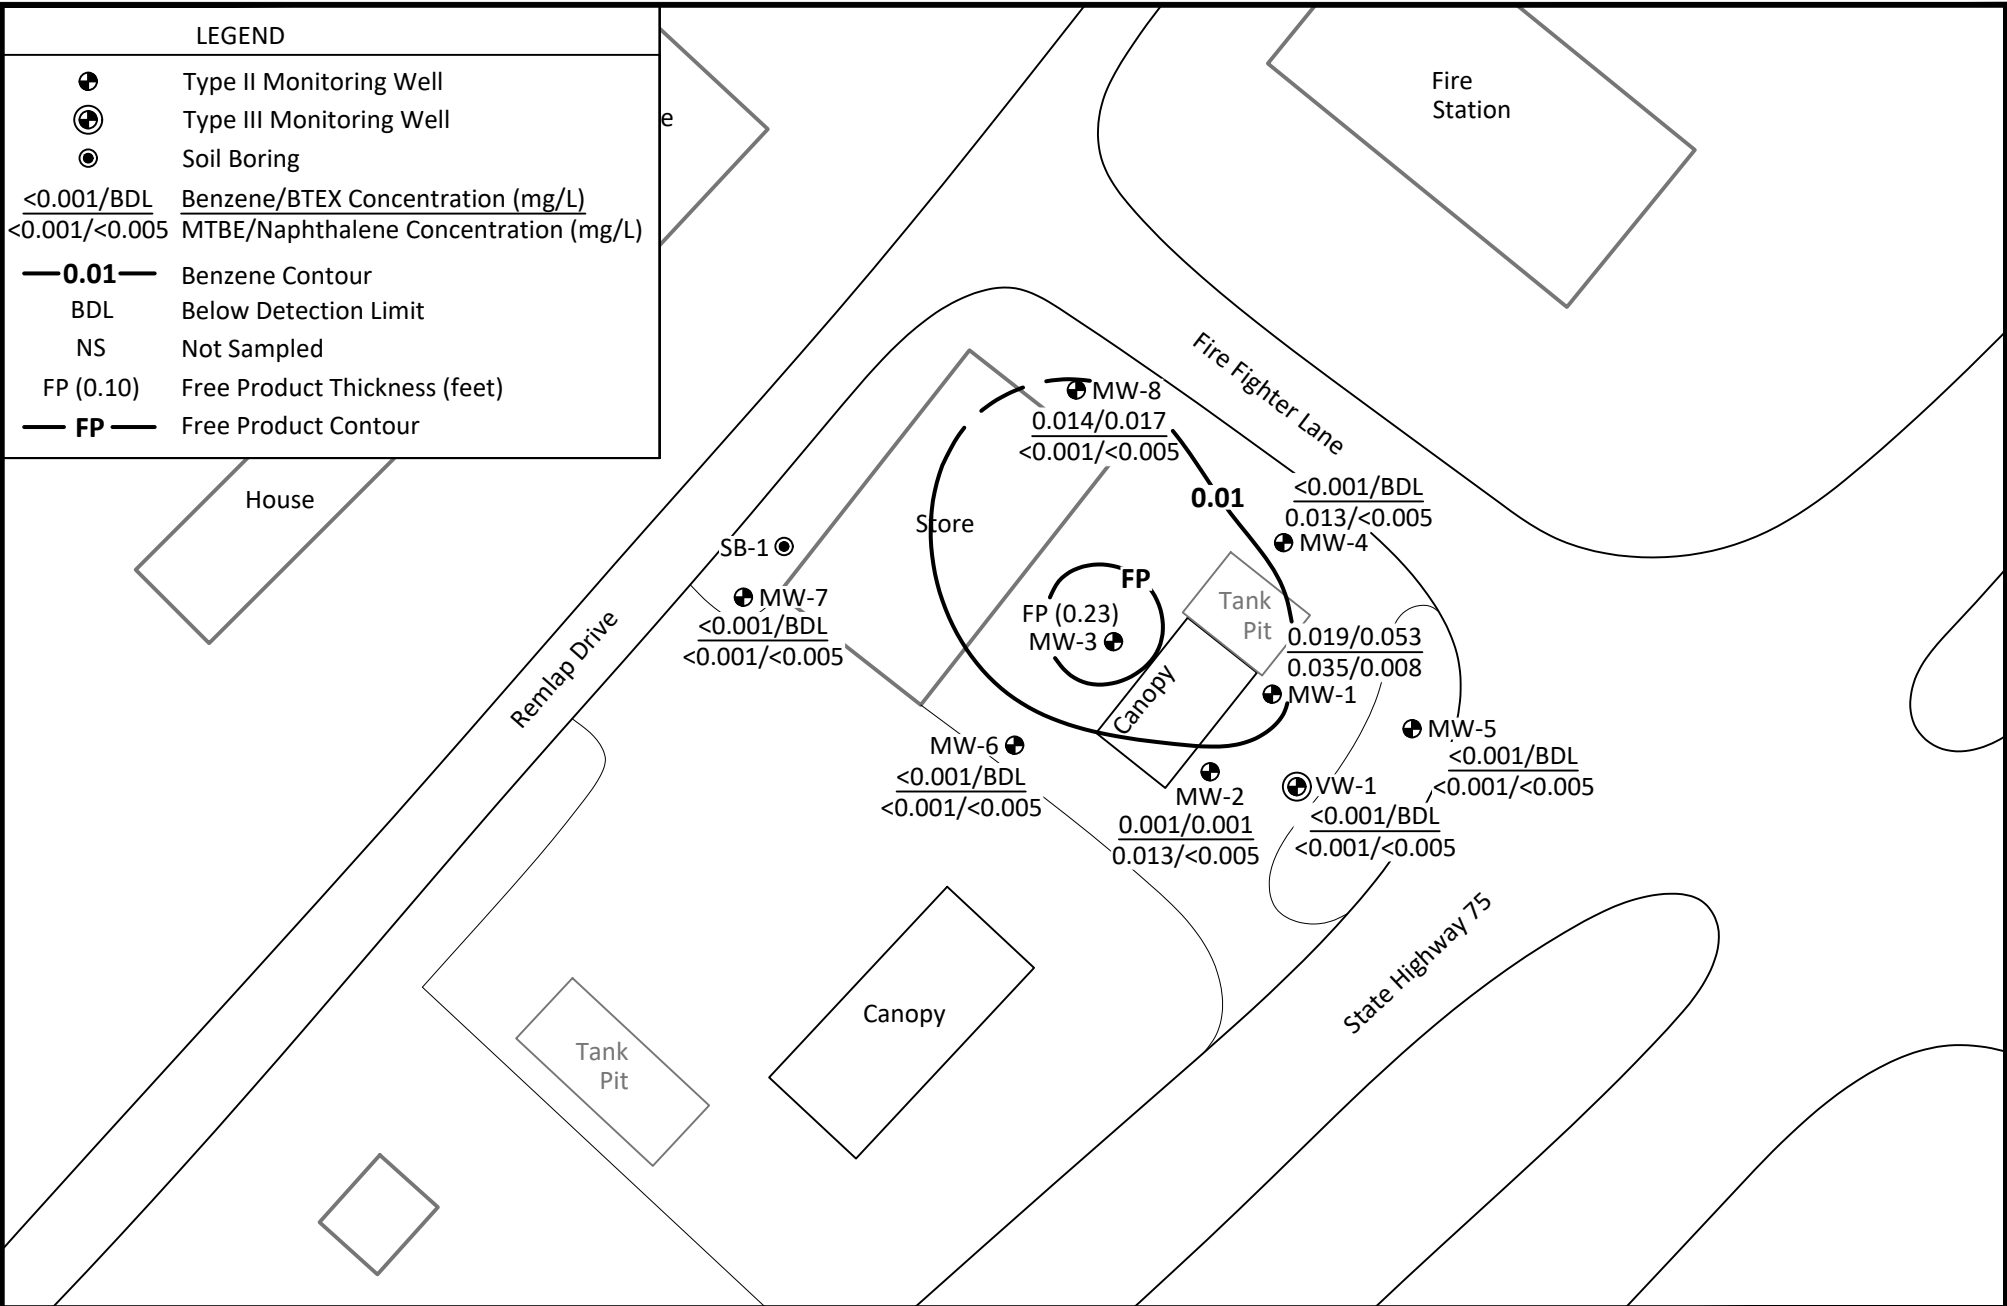 LEGEND
Type II Monitoring Well
Type III Monitoring Well
Soil Boring
<0.001/BDL Benzene/BTEX Concentration (mg/L)
<0.001/<0.005 MTBE/Naphthalene Concentration (mg/L)
0.01 Benzene Contour
BDL Below Detection Limit
NS Not Sampled
FP (0.10) Free Product Thickness (feet)
FP Free Product Contour
e
Fire
Station
House
Fire Fighter Lane
MW-8
0.014/0.017
<0.001/<0.005
0.01
<0.001/BDL
0.013/<0.005
MW-4
Store
SB-1
MW-7
<0.001/BDL
<0.001/<0.005
FP
FP (0.23)
MW-3
Tank
Pit
0.019/0.053
0.035/0.008
MW-1
Canopy
Remlap Drive
MW-6
<0.001/BDL
<0.001/<0.005
MW-5
<0.001/BDL
<0.001/<0.005
MW-2
0.001/0.001
0.013/<0.005
VW-1
<0.001/BDL
<0.001/<0.005
State Highway 75
Canopy
Tank
Pit